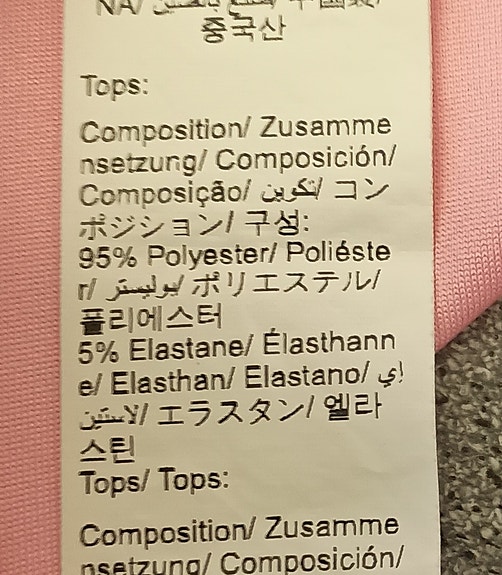 중국산
Tops:
Composition/ Zusamme
nsetzung/ Composición/
Composição/ تكوين/ コン
ポジション/ 구성:
95% Polyester/ Poliéste
r/ بوليستر/ ポリエステル/
폴리에스터
5% Elastane/ Élasthann
e/ Elasthan/ Elastano/ إي
لاستين/ エラスタン/ 엘라
스틴
Tops/ Tops:
Composition/ Zusamme
nsetzung/ Composición/